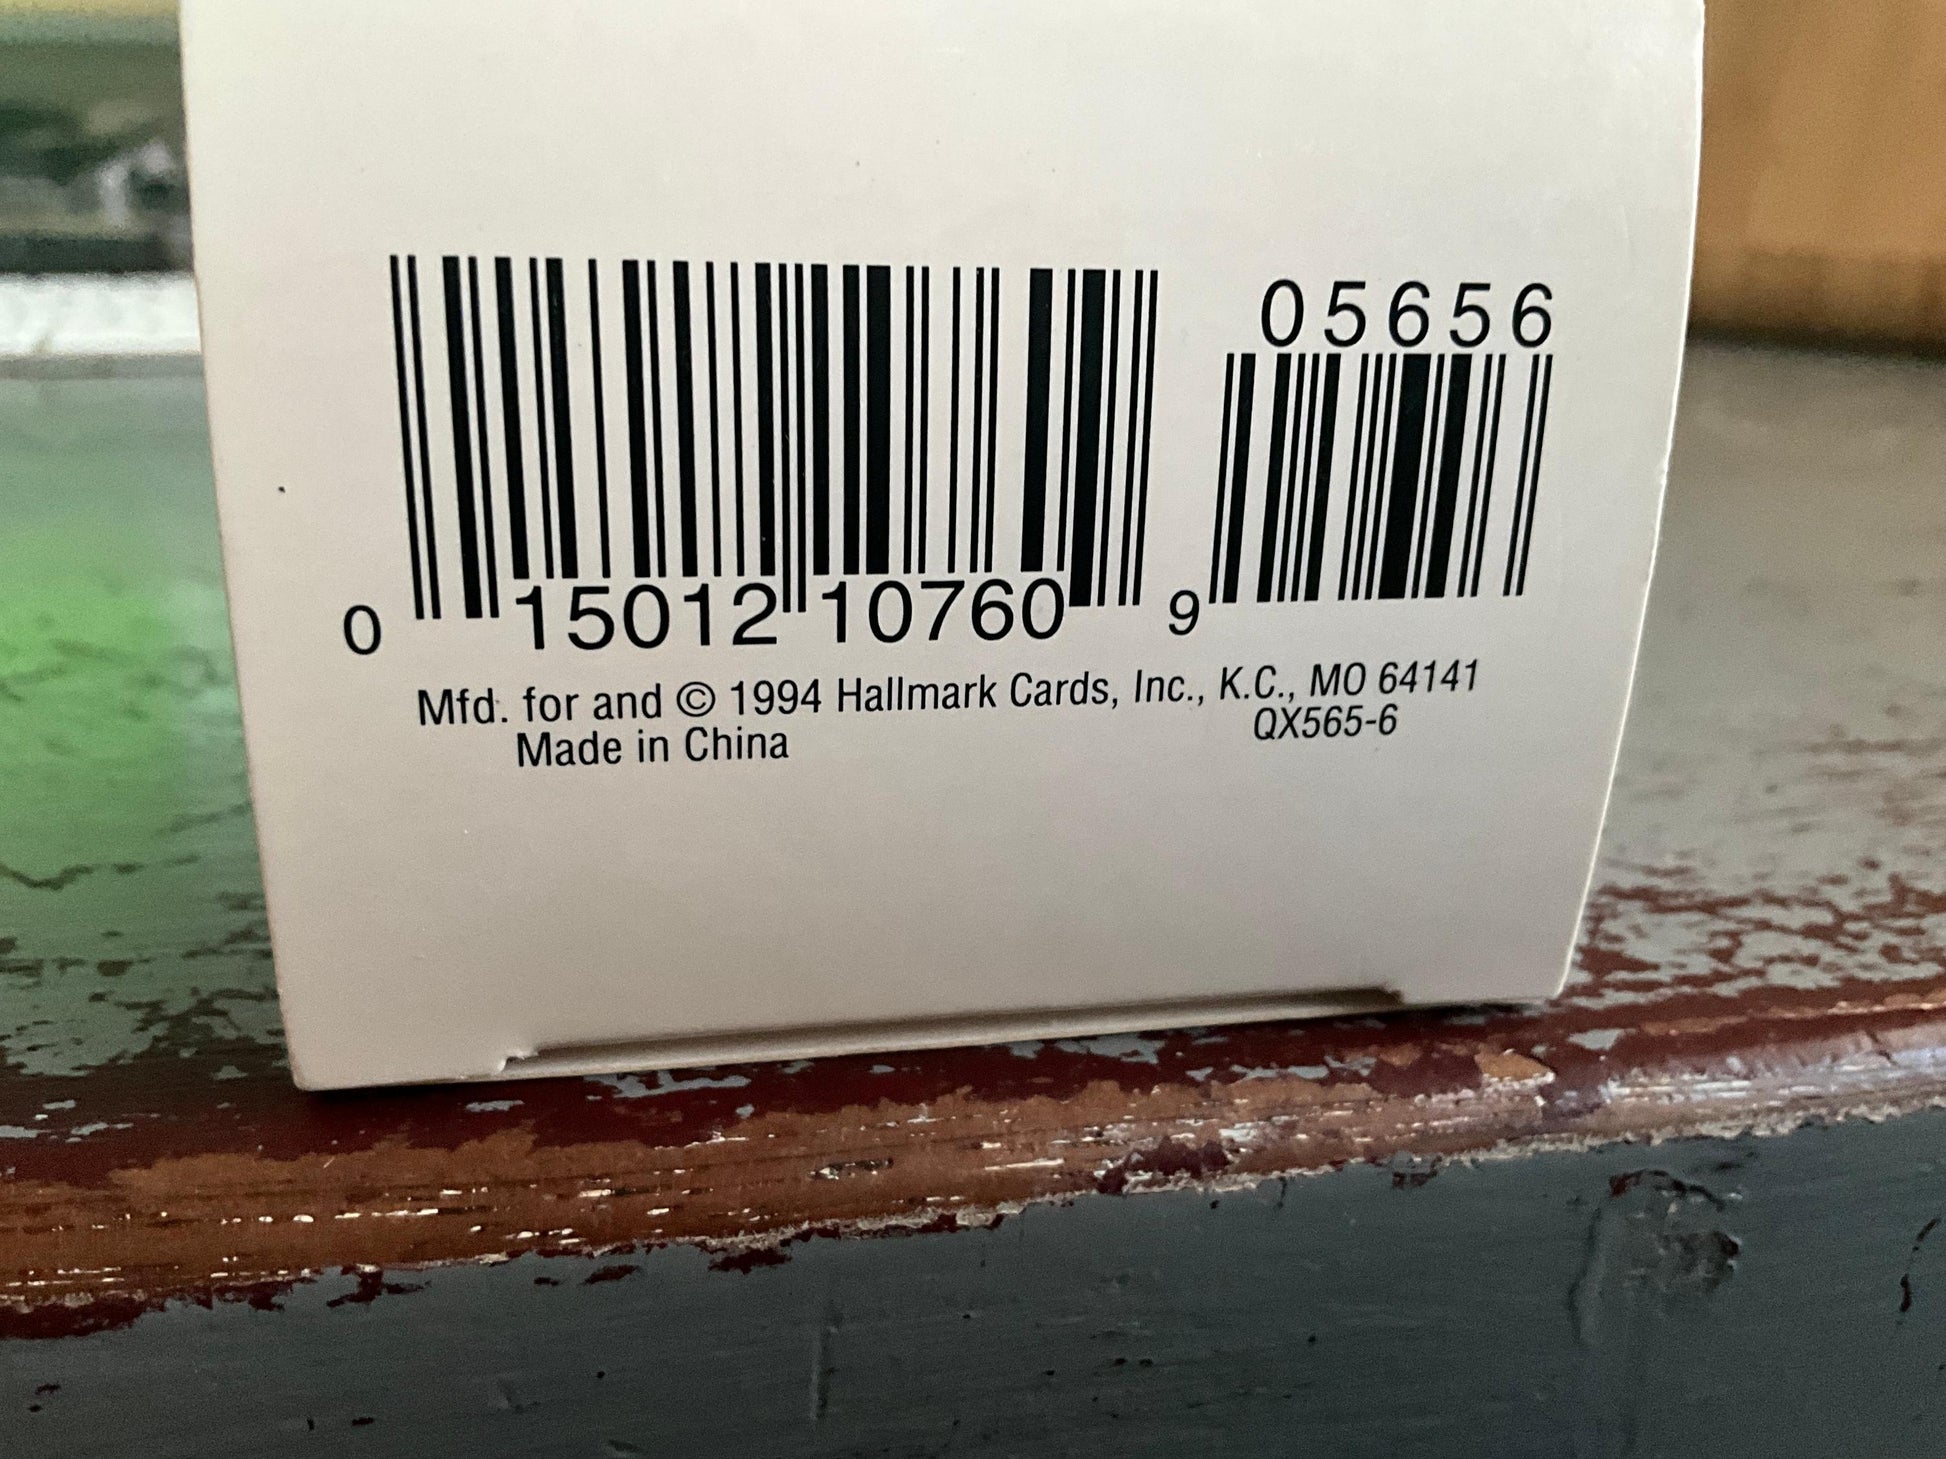 05656
0 15012 10760 9
Mfd. for and © 1994 Hallmark Cards, Inc., K.C., MO 64141
Made in China QX565-6